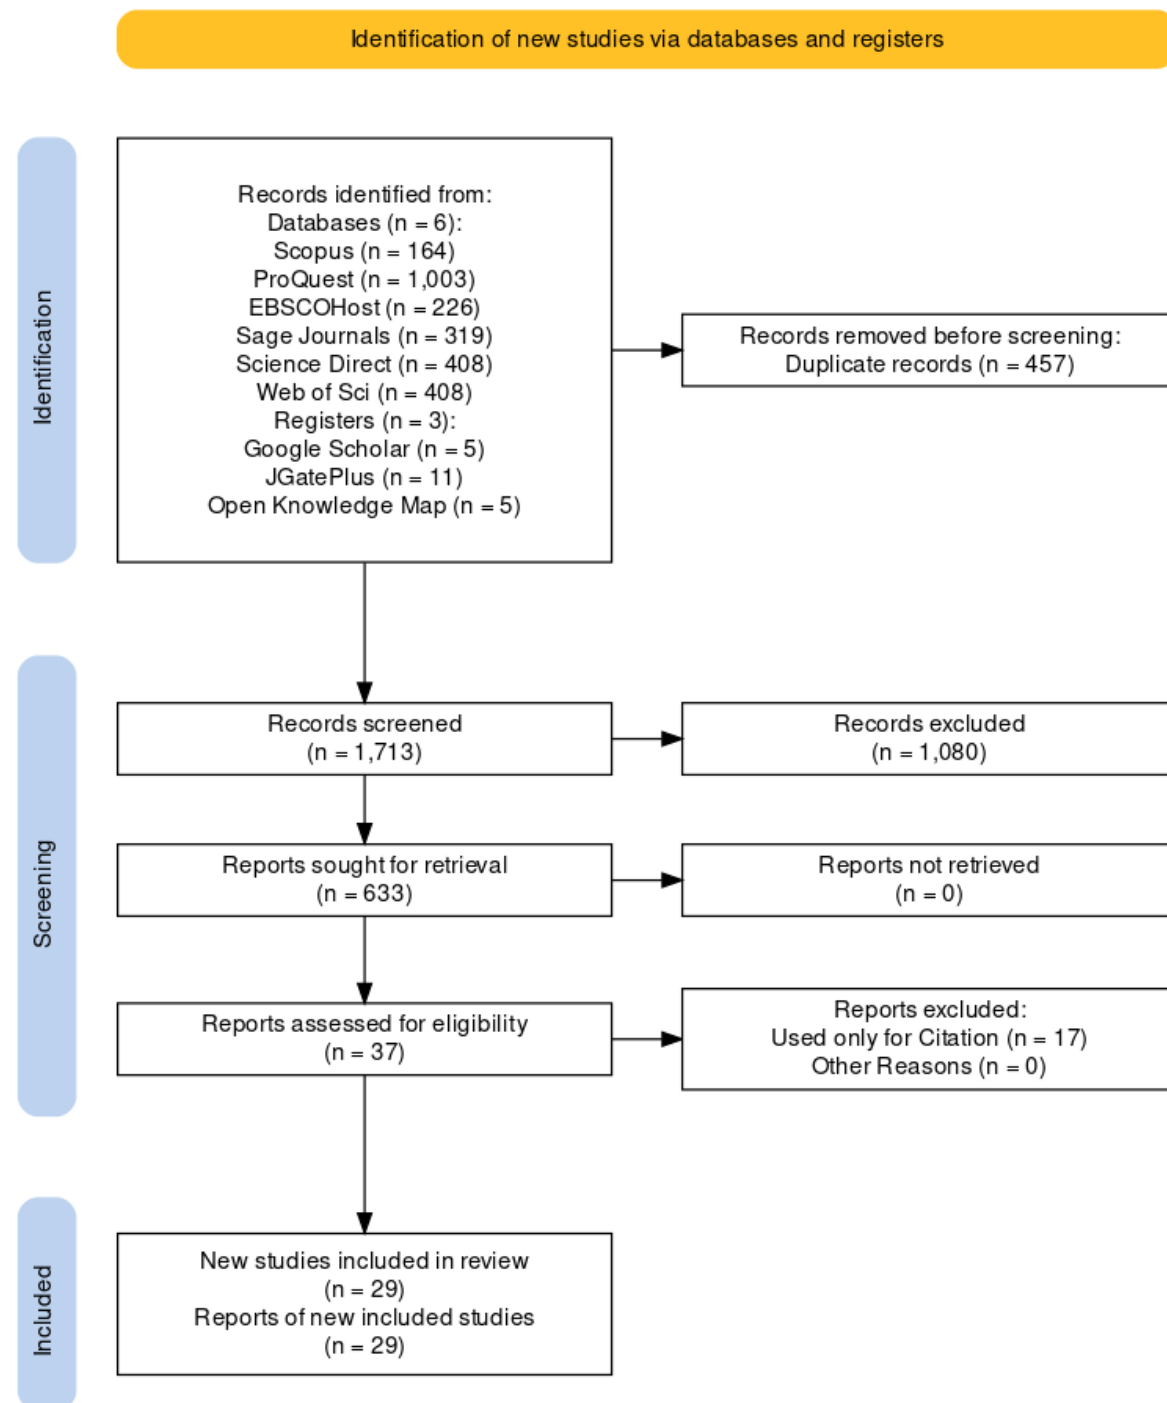 Identification of new studies via databases and registers
Identification
Records identified from:
Databases (n = 6):
Scopus (n = 164)
ProQuest (n = 1,003)
EBSCOHost (n = 226)
Sage Journals (n = 319)
Science Direct (n = 408)
Web of Sci (n = 408)
Registers (n = 3):
Google Scholar (n = 5)
JGatePlus (n = 11)
Open Knowledge Map (n = 5)
Records removed before screening:
Duplicate records (n = 457)
Screening
Records screened
(n = 1,713)
Records excluded
(n = 1,080)
Reports sought for retrieval
(n = 633)
Reports not retrieved
(n = 0)
Reports assessed for eligibility
(n = 37)
Reports excluded:
Used only for Citation (n = 17)
Other Reasons (n = 0)
Included
New studies included in review
(n = 29)
Reports of new included studies
(n = 29)